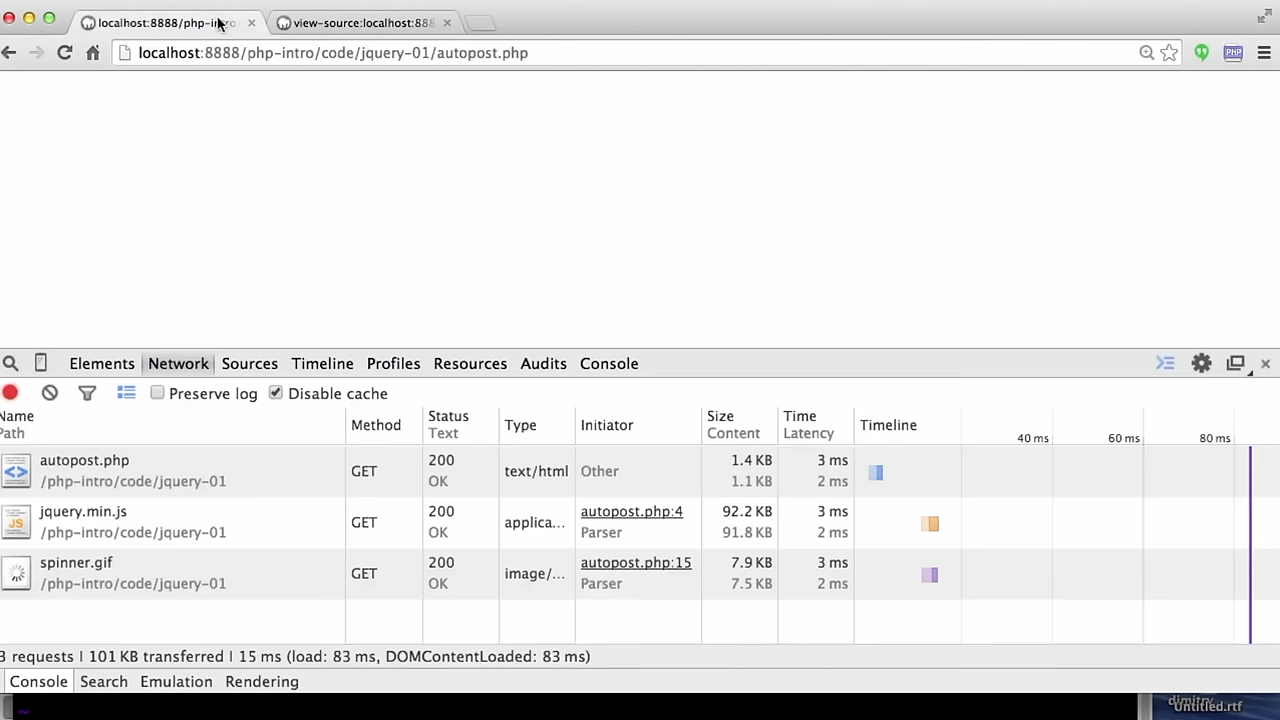 localhost:8888/php-intro
view-source:localhost:888
localhost:8888/php-intro/code/jquery-01/autopost.php
PHP
Elements Network Sources Timeline Profiles Resources Audits Console
Preserve log Disable cache
Name Path Method Status Text Type Initiator Size Content Time Latency Timeline 40 ms 60 ms 80 ms
autopost.php GET 200 text/html Other 1.4 KB 3 ms
/php-intro/code/jquery-01 OK 1.1 KB 2 ms
JS
jquery.min.js GET 200 applica... autopost.php:4 92.2 KB 3 ms
/php-intro/code/jquery-01 OK Parser 91.8 KB 2 ms
spinner.gif GET 200 image/... autopost.php:15 7.9 KB 3 ms
/php-intro/code/jquery-01 OK Parser 7.5 KB 2 ms
3 requests | 101 KB transferred | 15 ms (load: 83 ms, DOMContentLoaded: 83 ms)
Console Search Emulation Rendering
dimitry
Untitled.rtf